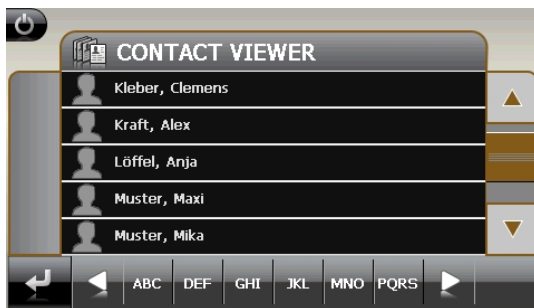 CONTACT VIEWER
Kleber, Clemens
Kraft, Alex
Löffel, Anja
Muster, Maxi
Muster, Mika
ABC DEF GHI JKL MNO PQRS